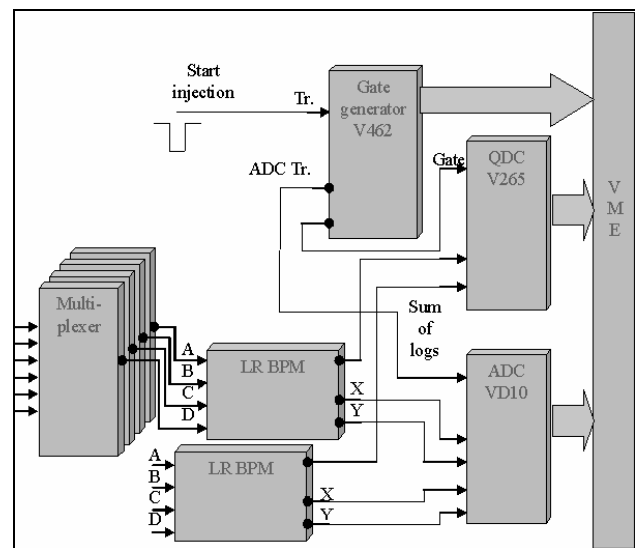 Start
injection
Tr.
Gate
generator
V462
ADC Tr.
Gate
QDC
V265
V
M
E
Multi-
plexer
A
B
C
D
LR BPM
Sum
of
logs
X
Y
ADC
VD10
A
B
C
D
LR BPM
X
Y